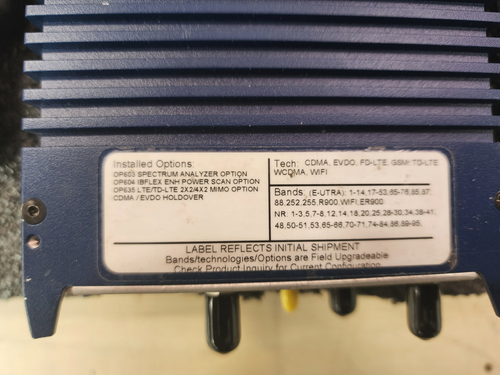 Installed Options:
OP603 SPECTRUM ANALYZER OPTION
OP604 IBFLEX ENH POWER SCAN OPTION
OP635 LTE/TD-LTE 2X2/4X2 MIMO OPTION
CDMA / EVDO HOLDOVER
Tech: CDMA, EVDO, FD-LTE, GSM, TD-LTE
WCDMA, WIFI
Bands: (E-UTRA): 1-14,17-53,65-76,85,87,
88,252,255,R900,WIFI,ER900
NR: 1-3,5,7-8,12,14,18,20,25,26-30,34,38-41,
48,50-51,53,65-66,70-71,74-84,86,89-95,
LABEL REFLECTS INITIAL SHIPMENT
Bands/technologies/Options are Field Upgradeable
Check Product Inquiry for Current Configuration